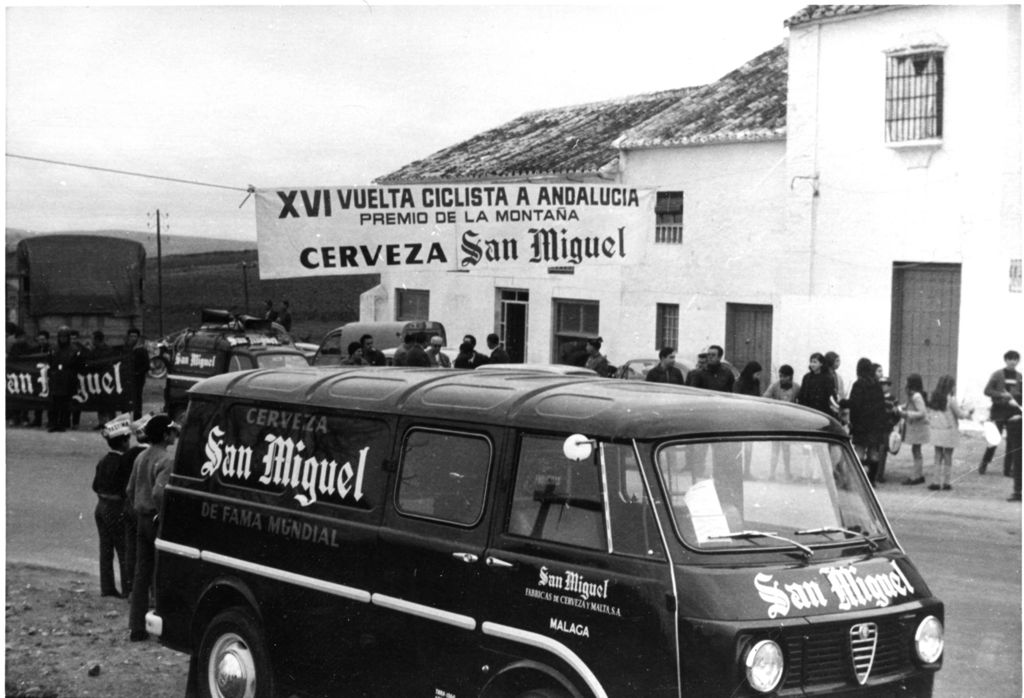 XVI VUELTA CICLISTA A ANDALUCIA
PREMIO DE LA MONTAÑA
CERVEZA San Miguel
San Miguel
San Miguel
CERVEZA
San Miguel
DE FAMA MUNDIAL
San Miguel
FABRICAS DE CERVEZA Y MALTA, S.A.
MALAGA
San Miguel